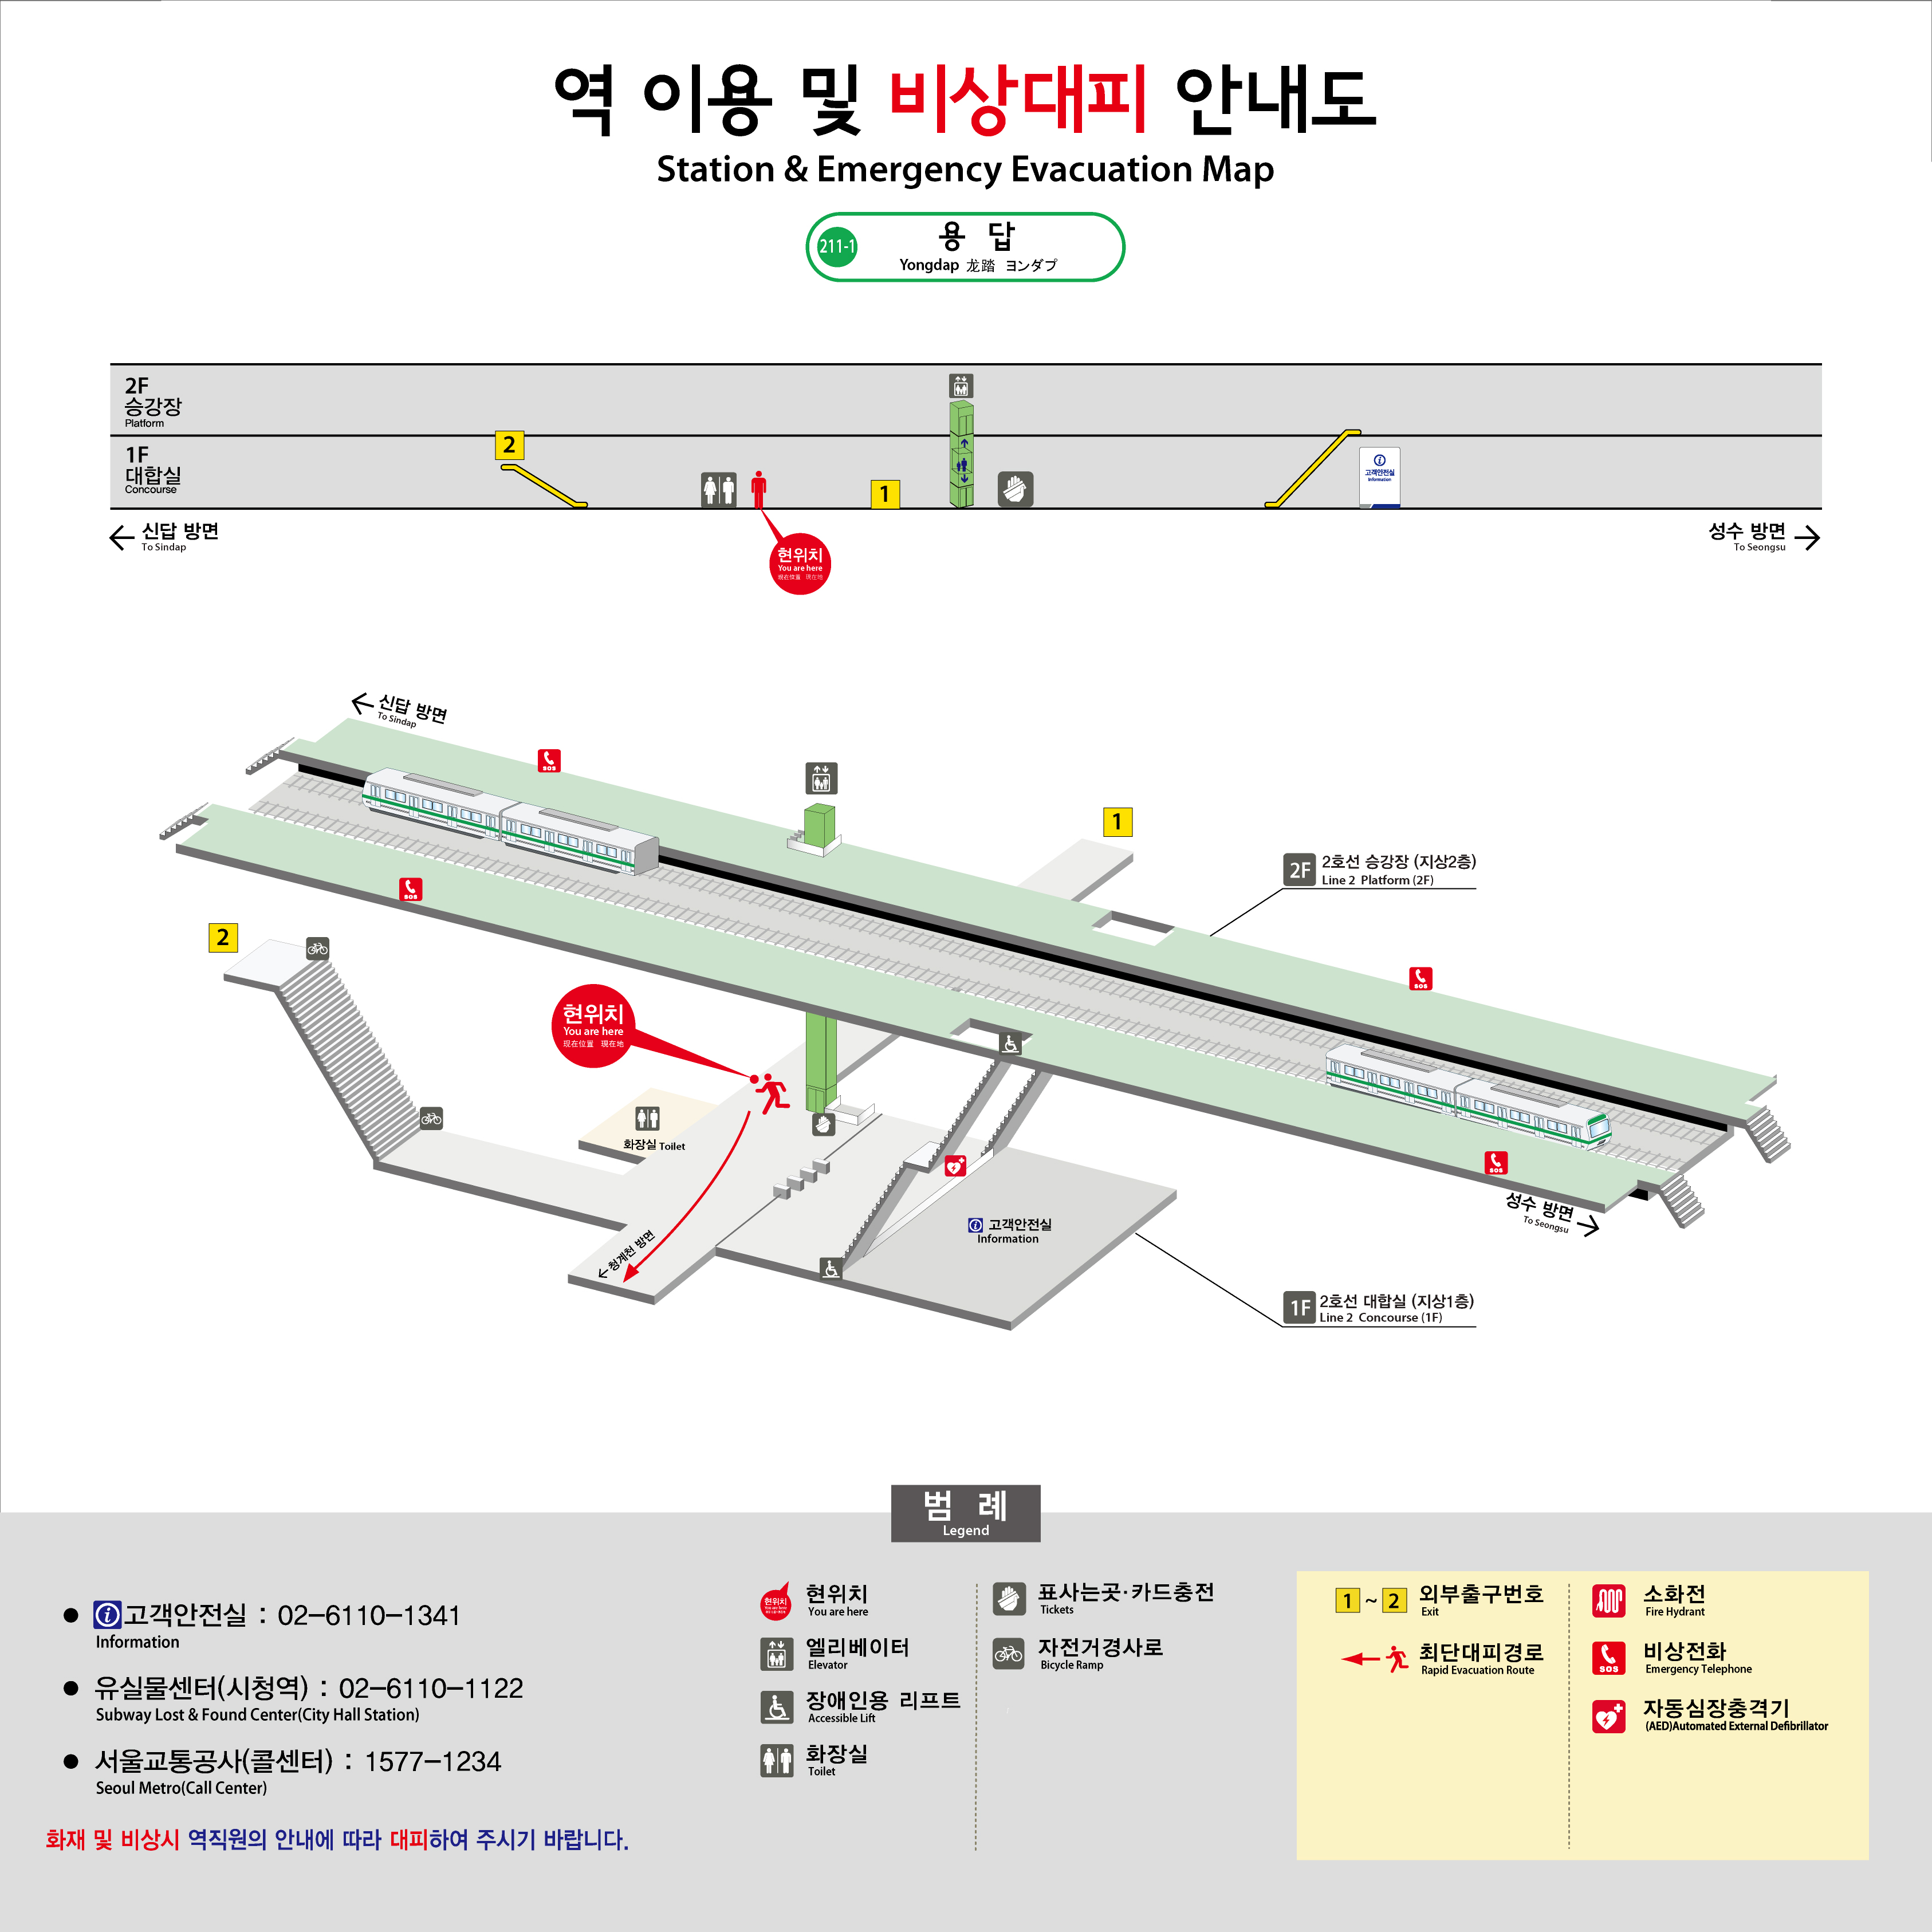 역 이용 및 비상대피 안내도
Station & Emergency Evacuation Map
211-1
용 답
Yongdap 龙踏 ヨンダプ
2F
승강장
Platform
1F
대합실
Concourse
2
1
고객안전실
Information
현위치
You are here
现在位置 現在地
신답 방면
To Sindap
성수 방면
To Seongsu
신답 방면
To Sindap
SOS
SOS
1
2F
2호선 승강장 (지상2층)
Line 2 Platform (2F)
2
SOS
현위치
You are here
现在位置 現在地
화장실 Toilet
SOS
성수 방면
To Seongsu
고객안전실
Information
청계천 방면
1F
2호선 대합실 (지상1층)
Line 2 Concourse (1F)
범 례
Legend
고객안전실 : 02-6110-1341
Information
유실물센터(시청역) : 02-6110-1122
Subway Lost & Found Center(City Hall Station)
서울교통공사(콜센터) : 1577-1234
Seoul Metro(Call Center)
화재 및 비상시 역직원의 안내에 따라 대피하여 주시기 바랍니다.
현위치
현위치
You are here
엘리베이터
Elevator
장애인용 리프트
Accessible Lift
화장실
Toilet
표사는곳·카드충전
Tickets
자전거경사로
Bicycle Ramp
1 ~ 2 외부출구번호
Exit
최단대피경로
Rapid Evacuation Route
소화전
Fire Hydrant
SOS
비상전화
Emergency Telephone
자동심장충격기
(AED)Automated External Defibrillator